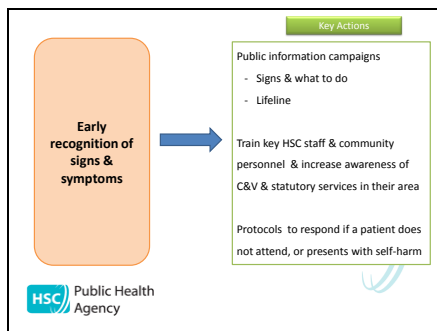 Key Actions
Early
recognition of
signs &
symptoms
Public information campaigns
- Signs & what to do
- Lifeline
Train key HSC staff & community
personnel & increase awareness of
C&V & statutory services in their area
Protocols to respond if a patient does
not attend, or presents with self-harm
HSC Public Health
Agency